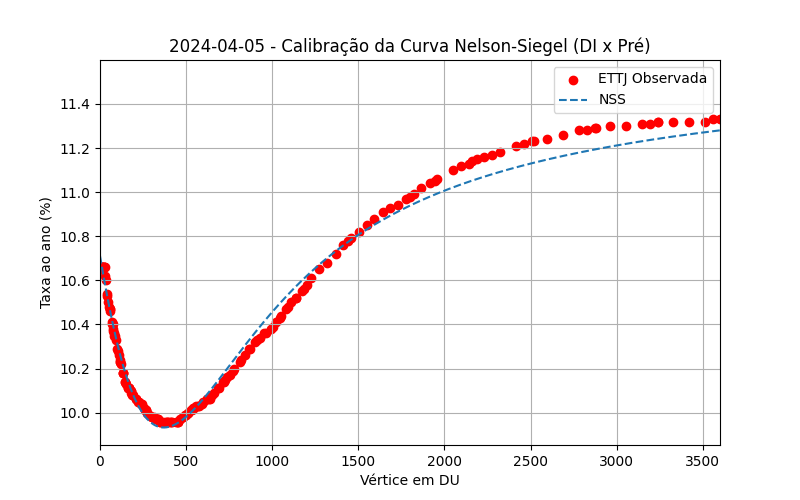 2024-04-05 - Calibração da Curva Nelson-Siegel (DI x Pré)
ETTJ Observada
NSS
Taxa ao ano (%)
11.4
11.2
11.0
10.8
10.6
10.4
10.2
10.0
0 500 1000 1500 2000 2500 3000 3500
Vértice em DU